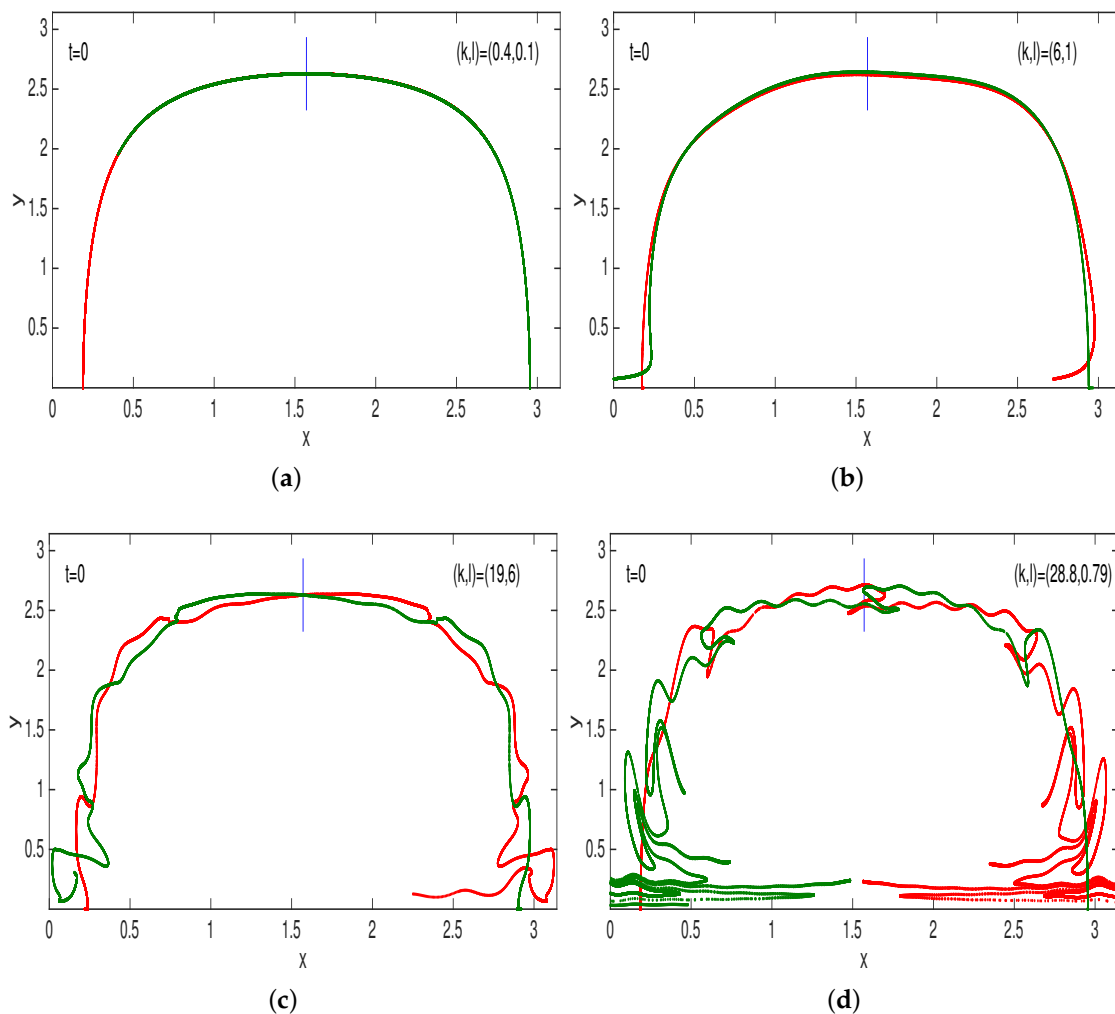 t=0 (k,l)=(0.4,0.1)
3
2.5
2
1.5
1
0.5
y
0 0.5 1 1.5 2 2.5 3
x
(a)
t=0 (k,l)=(6,1)
3
2.5
2
1.5
1
0.5
y
0 0.5 1 1.5 2 2.5 3
x
(b)
t=0 (k,l)=(19,6)
3
2.5
2
1.5
1
0.5
y
0 0.5 1 1.5 2 2.5 3
x
(c)
t=0 (k,l)=(28.8,0.79)
3
2.5
2
1.5
1
0.5
y
0 0.5 1 1.5 2 2.5 3
x
(d)